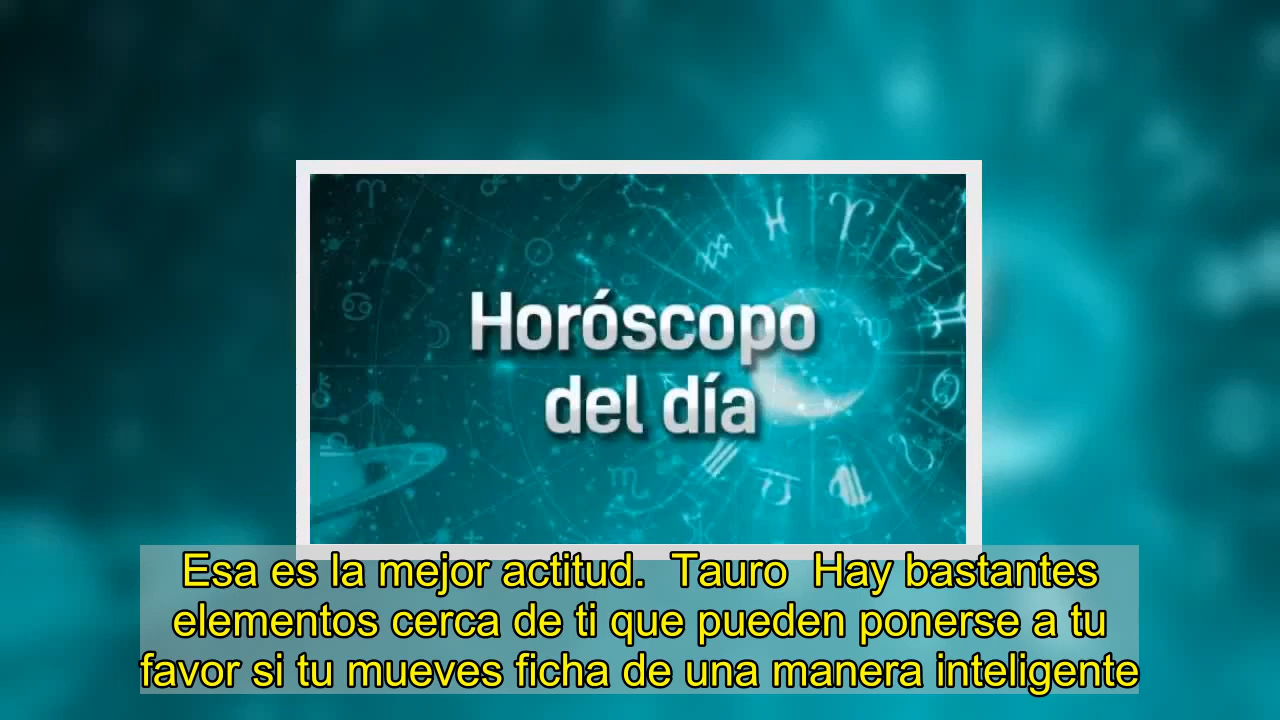 Horóscopo
del día
Esa es la mejor actitud.  Tauro  Hay bastantes
elementos cerca de ti que pueden ponerse a tu
favor si tu mueves ficha de una manera inteligente